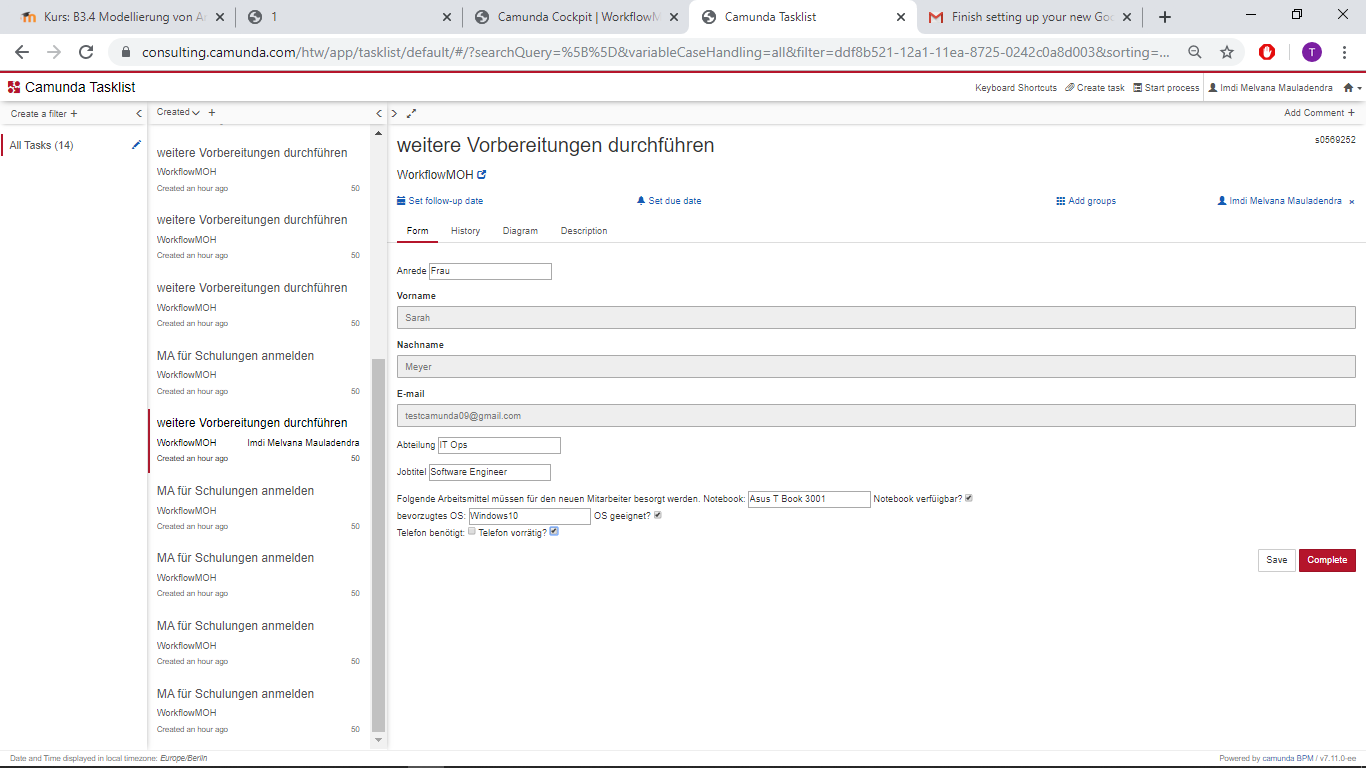 Kurs: B3.4 Modellierung von A
1
Camunda Cockpit | WorkflowM
Camunda Tasklist
Finish setting up your new Goo
consulting.camunda.com/htw/app/tasklist/default/#/?searchQuery=%5B%5D&variableCaseHandling=all&filter=ddf8b521-12a1-11ea-8725-0242c0a8d003&sorting=...
T
Camunda Tasklist
Keyboard Shortcuts Create task Start process Imdi Melvana Mauladendra
Create a filter +
Created +
Add Comment +
All Tasks (14)
weitere Vorbereitungen durchführen
WorkflowMOH
Created an hour ago 50
weitere Vorbereitungen durchführen
WorkflowMOH
Created an hour ago 50
weitere Vorbereitungen durchführen
WorkflowMOH
Created an hour ago 50
MA für Schulungen anmelden
WorkflowMOH
Created an hour ago 50
weitere Vorbereitungen durchführen
WorkflowMOH Imdi Melvana Mauladendra
Created an hour ago 50
MA für Schulungen anmelden
WorkflowMOH
Created an hour ago 50
MA für Schulungen anmelden
WorkflowMOH
Created an hour ago 50
MA für Schulungen anmelden
WorkflowMOH
Created an hour ago 50
MA für Schulungen anmelden
WorkflowMOH
Created an hour ago 50
weitere Vorbereitungen durchführen
s0569252
WorkflowMOH
Set follow-up date Set due date Add groups Imdi Melvana Mauladendra ×
Form History Diagram Description
Anrede Frau
Vorname
Sarah
Nachname
Meyer
E-mail
testcamunda09@gmail.com
Abteilung IT Ops
Jobtitel Software Engineer
Folgende Arbeitsmittel müssen für den neuen Mitarbeiter besorgt werden. Notebook: Asus T Book 3001 Notebook verfügbar?
bevorzugtes OS: Windows10 OS geeignet?
Telefon benötigt: Telefon vorrätig?
Save Complete
Date and Time displayed in local timezone: Europe/Berlin
Powered by camunda BPM / v7.11.0-ee